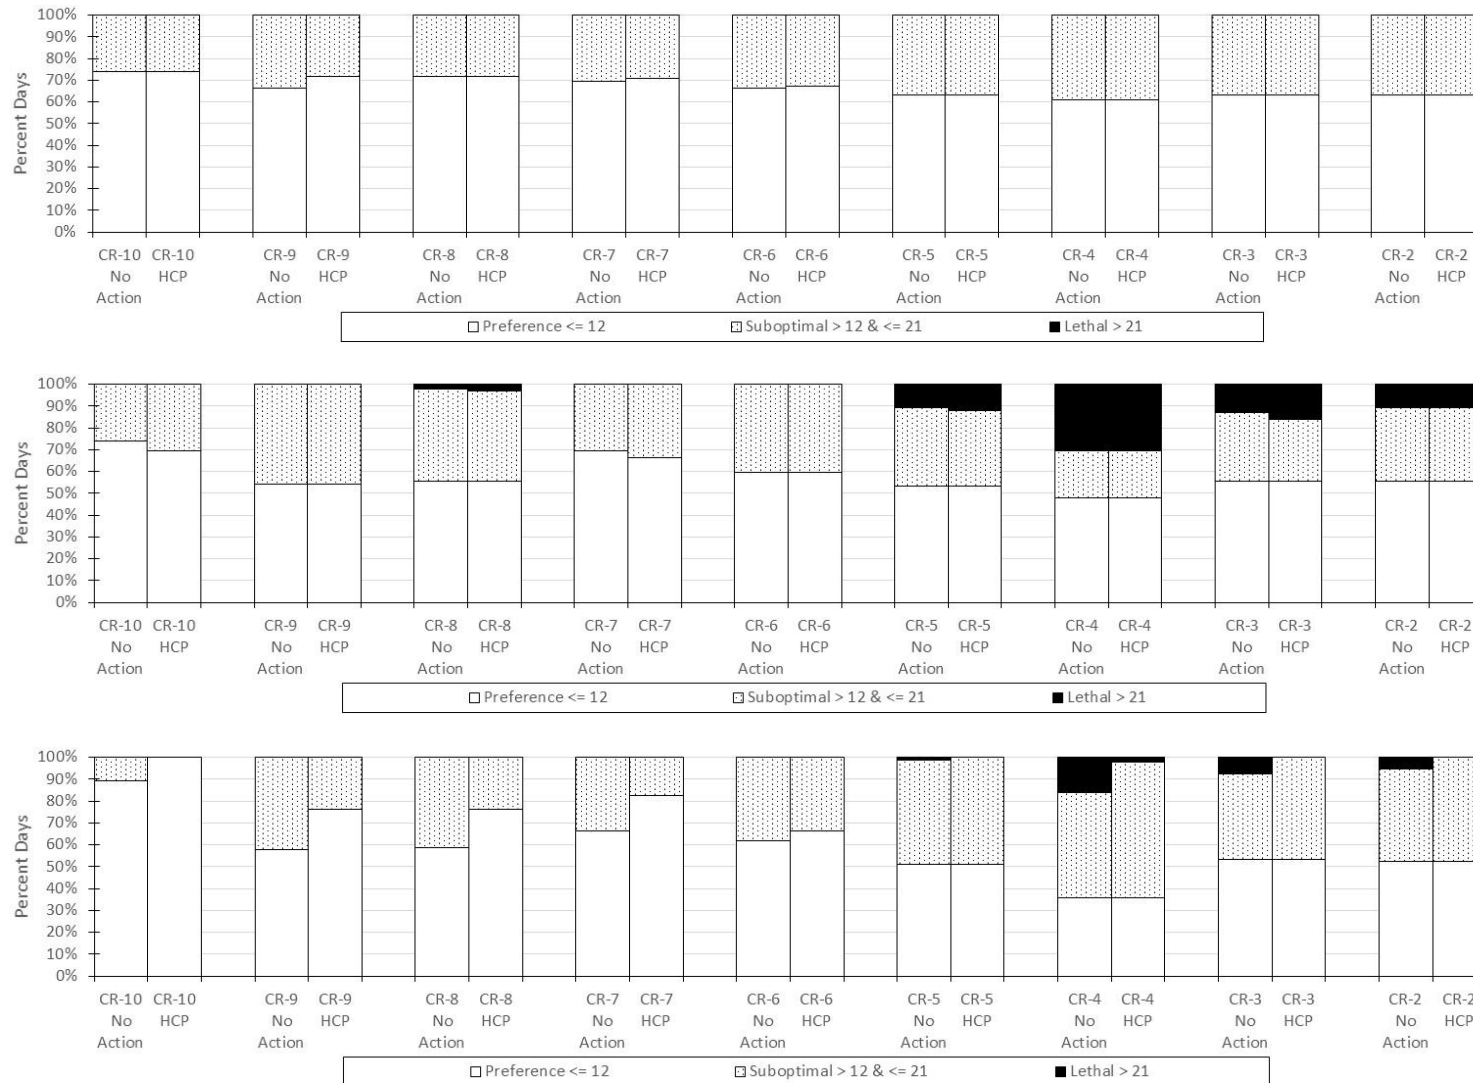 100%
90%
80%
70%
60%
50%
40%
30%
20%
10%
0%
Percent Days
CR-10 CR-10 CR-9 CR-9 CR-8 CR-8 CR-7 CR-7 CR-6 CR-6 CR-5 CR-5 CR-4 CR-4 CR-3 CR-3 CR-2 CR-2
No HCP No HCP No HCP No HCP No HCP No HCP No HCP No HCP No HCP
Action Action Action Action Action Action Action Action Action
Preference <= 12 Suboptimal > 12 & <= 21 Lethal > 21
100%
90%
80%
70%
60%
50%
40%
30%
20%
10%
0%
Percent Days
CR-10 CR-10 CR-9 CR-9 CR-8 CR-8 CR-7 CR-7 CR-6 CR-6 CR-5 CR-5 CR-4 CR-4 CR-3 CR-3 CR-2 CR-2
No HCP No HCP No HCP No HCP No HCP No HCP No HCP No HCP No HCP
Action Action Action Action Action Action Action Action Action
Preference <= 12 Suboptimal > 12 & <= 21 Lethal > 21
100%
90%
80%
70%
60%
50%
40%
30%
20%
10%
0%
Percent Days
CR-10 CR-10 CR-9 CR-9 CR-8 CR-8 CR-7 CR-7 CR-6 CR-6 CR-5 CR-5 CR-4 CR-4 CR-3 CR-3 CR-2 CR-2
No HCP No HCP No HCP No HCP No HCP No HCP No HCP No HCP No HCP
Action Action Action Action Action Action Action Action Action
Preference <= 12 Suboptimal > 12 & <= 21 Lethal > 21